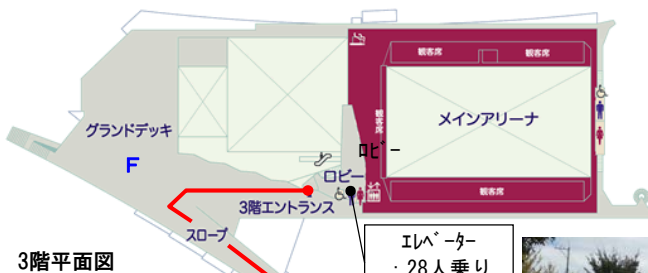 観客席
観客席
メインアリーナ
観客席
グランドデッキ
F
ﾛﾋﾞｰ
ロビー
3階エントランス
観客席
スロープ
3階平面図
ｴﾚﾍﾞｰﾀｰ
・28人乗り